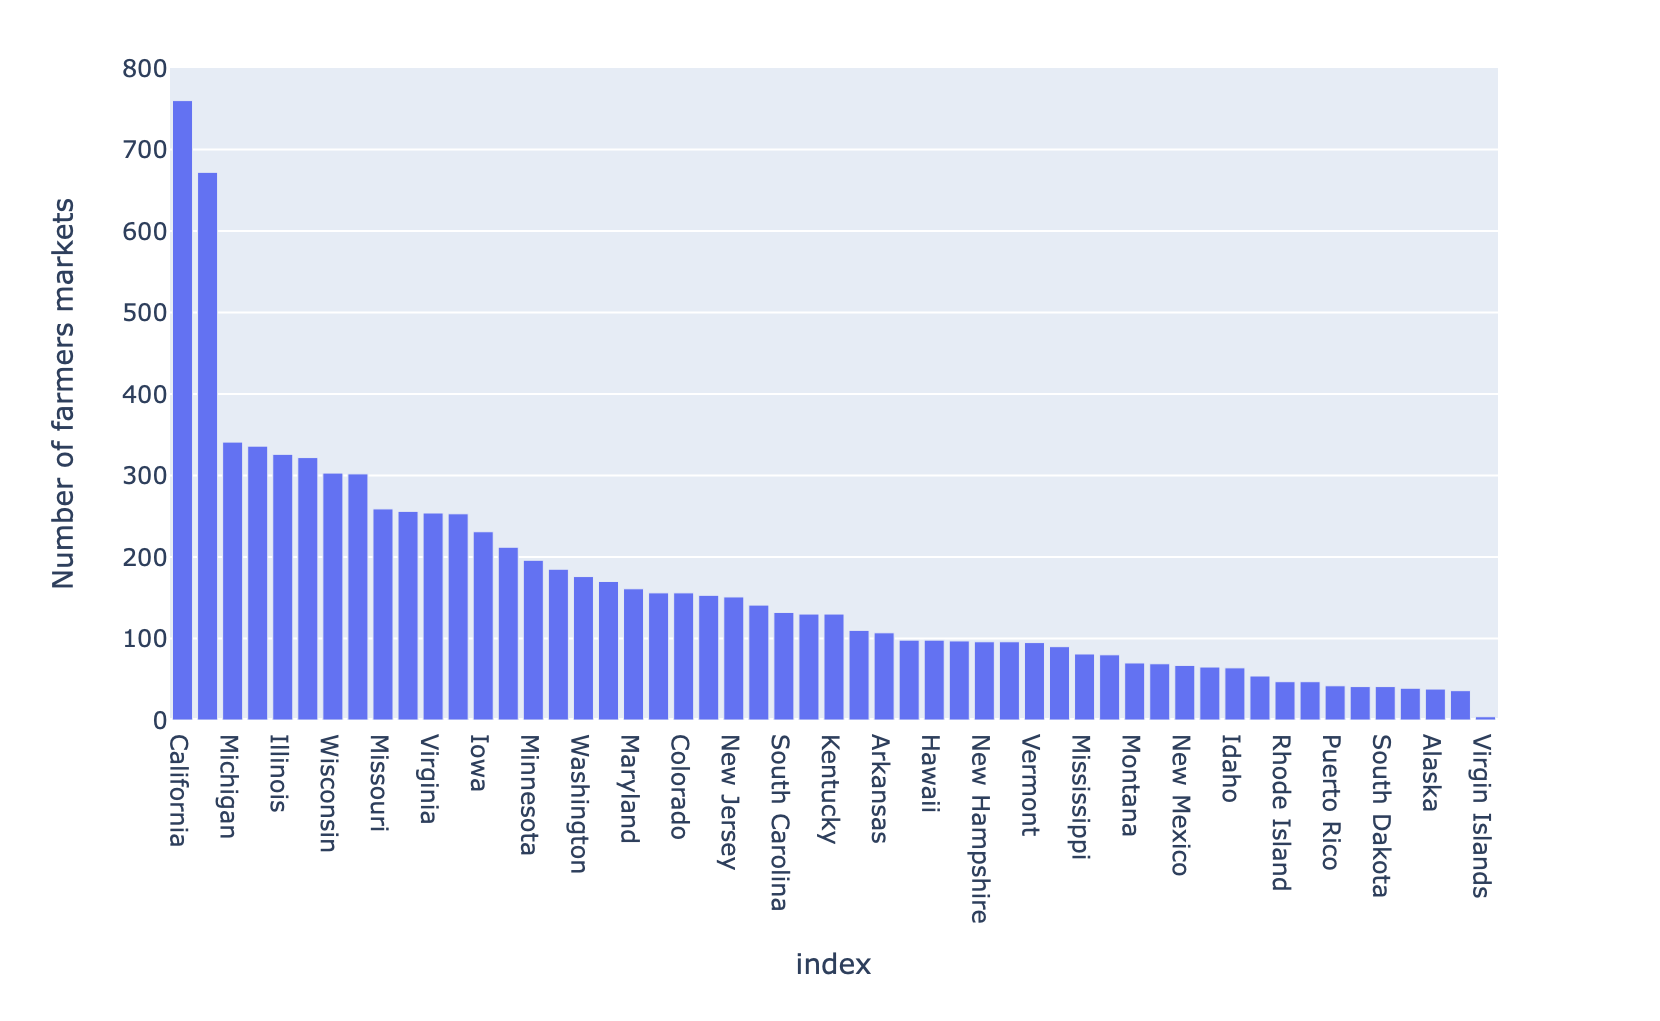 800
700
600
500
400
300
200
100
0
Number of farmers markets
California
Michigan
Illinois
Wisconsin
Missouri
Virginia
Iowa
Minnesota
Washington
Maryland
Colorado
New Jersey
South Carolina
Kentucky
Arkansas
Hawaii
New Hampshire
Vermont
Mississippi
Montana
New Mexico
Idaho
Rhode Island
Puerto Rico
South Dakota
Alaska
Virgin Islands
index